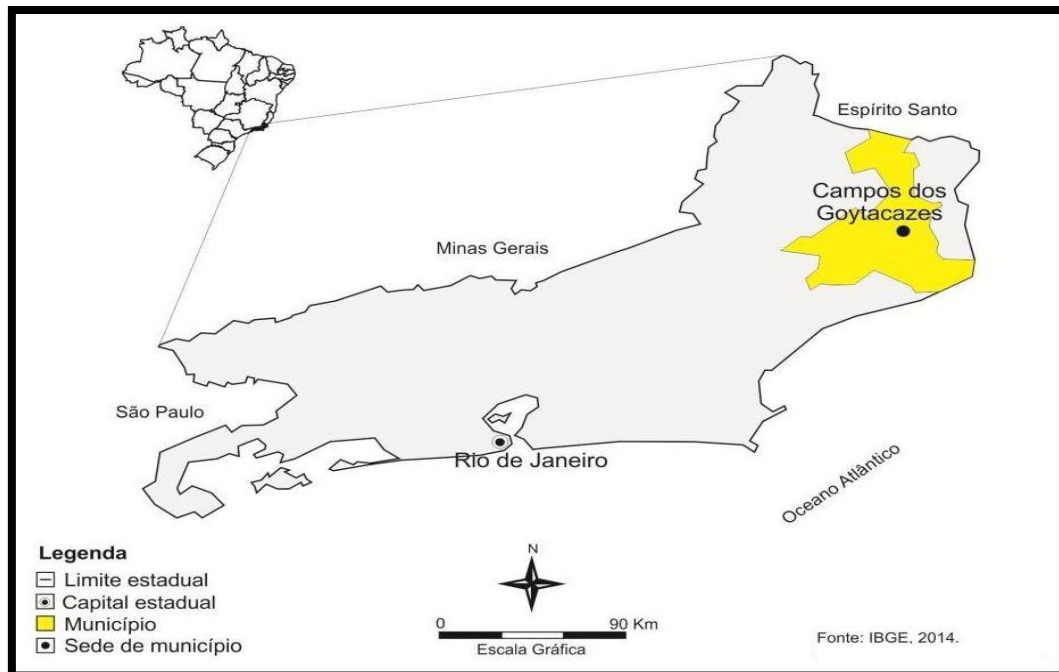 Espírito Santo
Campos dos
Goytacazes
Minas Gerais
São Paulo
Rio de Janeiro
Oceano Atlântico
Legenda
Limite estadual
Capital estadual
Município
Sede de município
N
0 90 Km
Escala Gráfica
Fonte: IBGE, 2014.